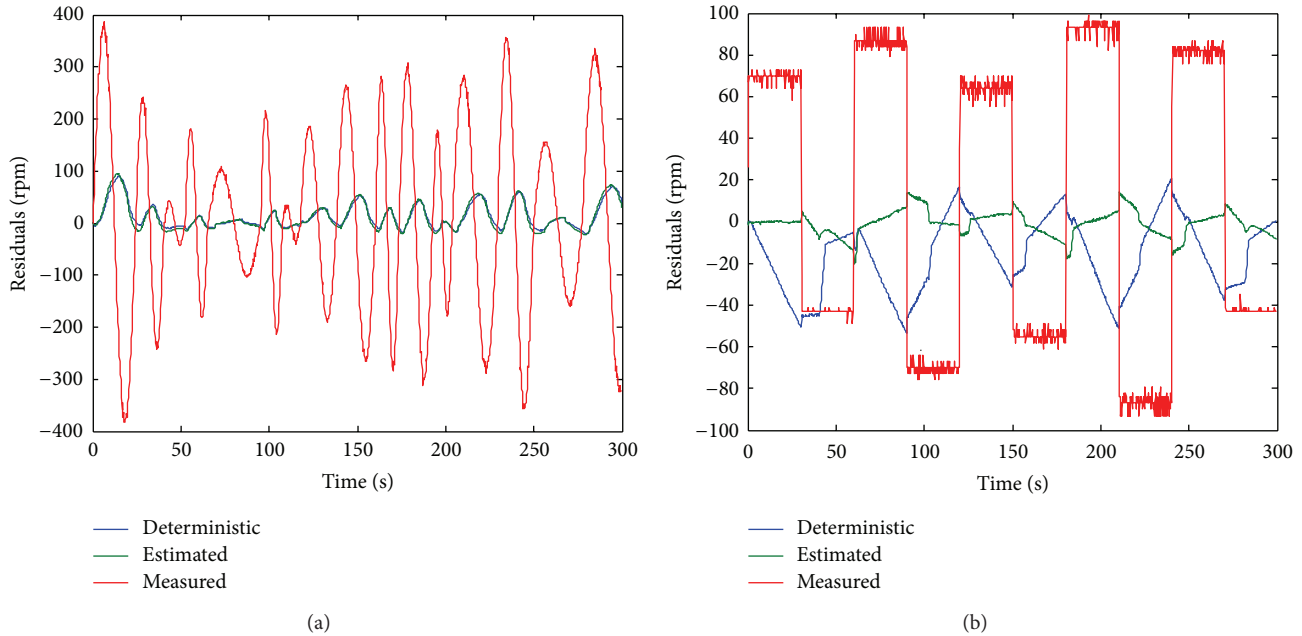 400
300
200
100
0
−100
−200
−300
−400
Residuals (rpm)
0
50
100
150
200
250
300
Time (s)
Deterministic
Estimated
Measured
(a)
100
80
60
40
20
0
−20
−40
−60
−80
−100
Residuals (rpm)
0
50
100
150
200
250
300
Time (s)
Deterministic
Estimated
Measured
(b)